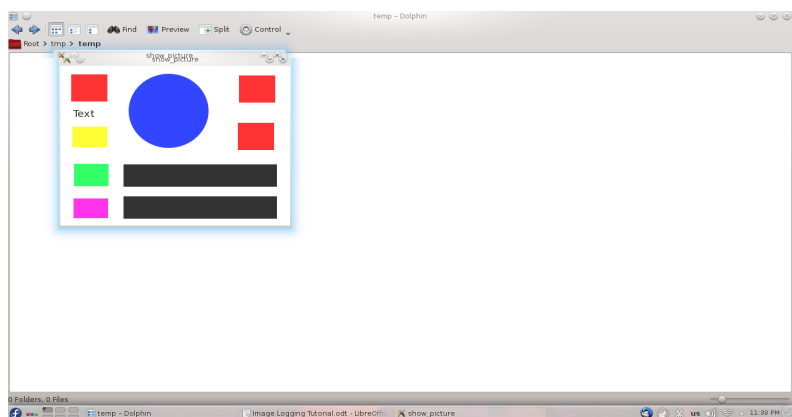 temp – Dolphin
Find Preview Split Control
Root > tmp > temp
show_picture
show_picture
Text
0 Folders, 0 Files
temp – Dolphin
Image Logging Tutorial.odt - LibreOffi
show_picture
us
11:30 PM